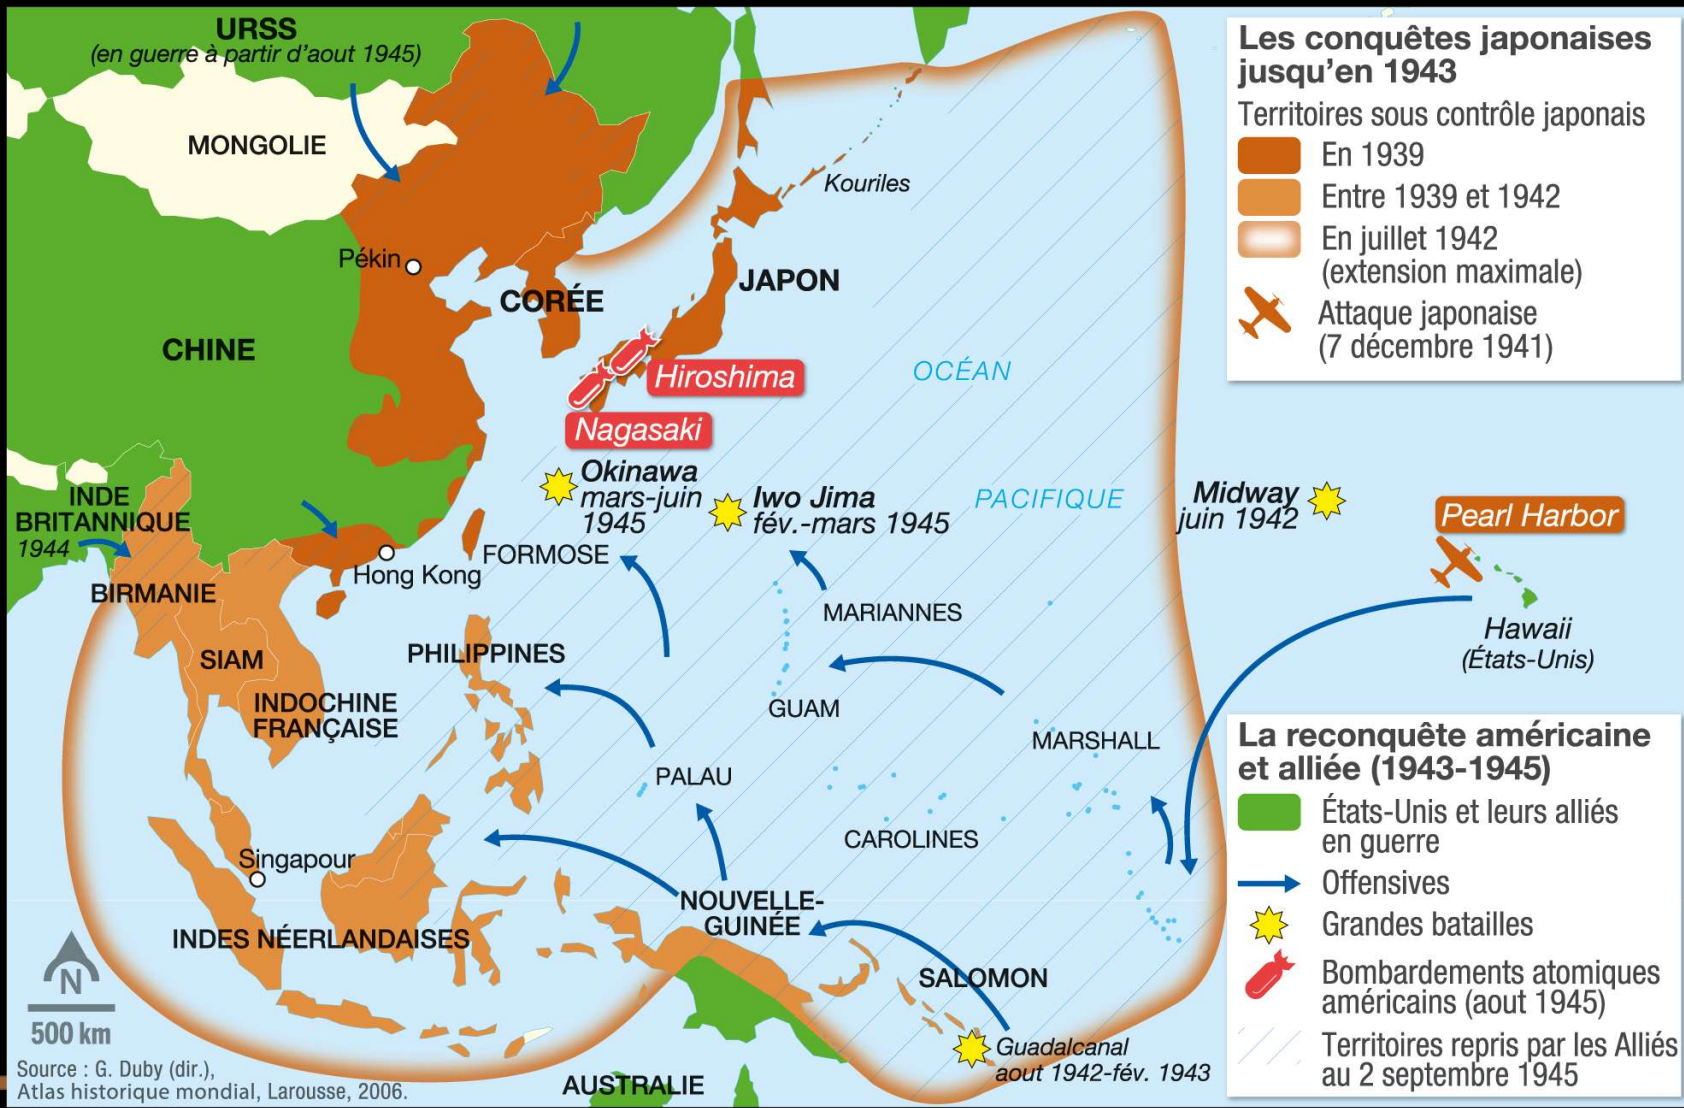 URSS
(en guerre à partir d'aout 1945)
MONGOLIE
Kouriles
Pékin
CORÉE
JAPON
CHINE
Hiroshima
Nagasaki
OCÉAN
PACIFIQUE
Okinawa
mars-juin
1945
Iwo Jima
fév.-mars 1945
Midway
juin 1942
Pearl Harbor
Hawaii
(États-Unis)
INDE
BRITANNIQUE
1944
BIRMANIE
Hong Kong
FORMOSE
MARIANNES
SIAM
PHILIPPINES
INDOCHINE
FRANÇAISE
GUAM
MARSHALL
PALAU
CAROLINES
Singapour
NOUVELLE-
GUINÉE
INDES NÉERLANDAISES
SALOMON
Guadalcanal
aout 1942-fév. 1943
AUSTRALIE
N
500 km
Source : G. Duby (dir.),
Atlas historique mondial, Larousse, 2006.
Les conquêtes japonaises
jusqu'en 1943
Territoires sous contrôle japonais
En 1939
Entre 1939 et 1942
En juillet 1942
(extension maximale)
Attaque japonaise
(7 décembre 1941)
La reconquête américaine
et alliée (1943-1945)
États-Unis et leurs alliés
en guerre
Offensives
Grandes batailles
Bombardements atomiques
américains (aout 1945)
Territoires repris par les Alliés
au 2 septembre 1945